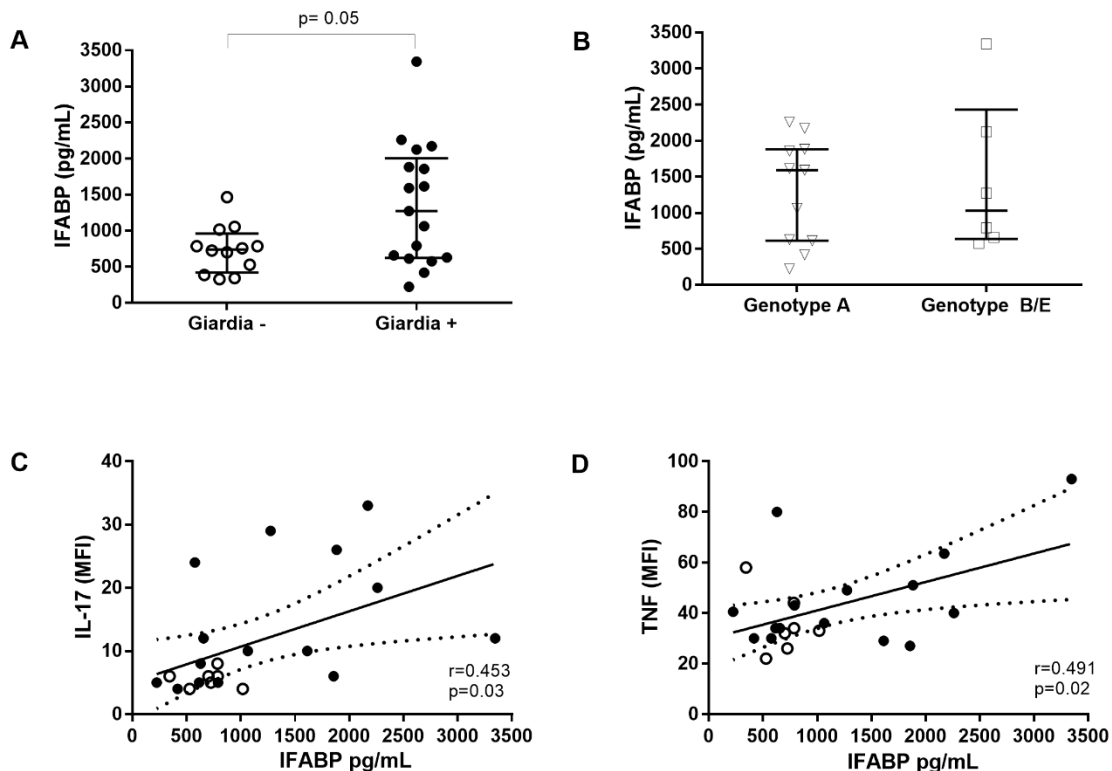 p= 0.05
A
IFABP (pg/mL)
3500
3000
2500
2000
1500
1000
500
0
Giardia -
Giardia +
B
IFABP (pg/mL)
3500
3000
2500
2000
1500
1000
500
0
Genotype A
Genotype B/E
C
IL-17 (MFI)
40
30
20
10
0
r=0.453
p=0.03
0 500 1000 1500 2000 2500 3000 3500
IFABP pg/mL
D
TNF (MFI)
100
80
60
40
20
0
r=0.491
p=0.02
0 500 1000 1500 2000 2500 3000 3500
IFABP pg/mL